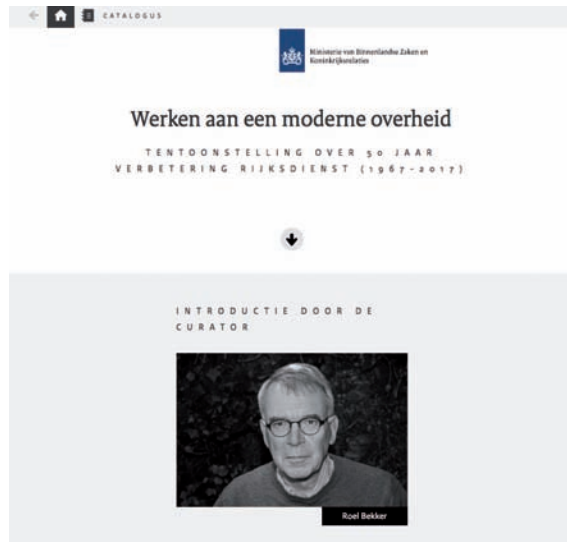 CATALOGUS
Ministerie van Binnenlandse Zaken en
Koninkrijksrelaties
Werken aan een moderne overheid
TENTOONSTELLING OVER 50 JAAR
VERBETERING RIJKSDIENST (1967-2017)
INTRODUCTIE DOOR DE
CURATOR
Roel Bekker